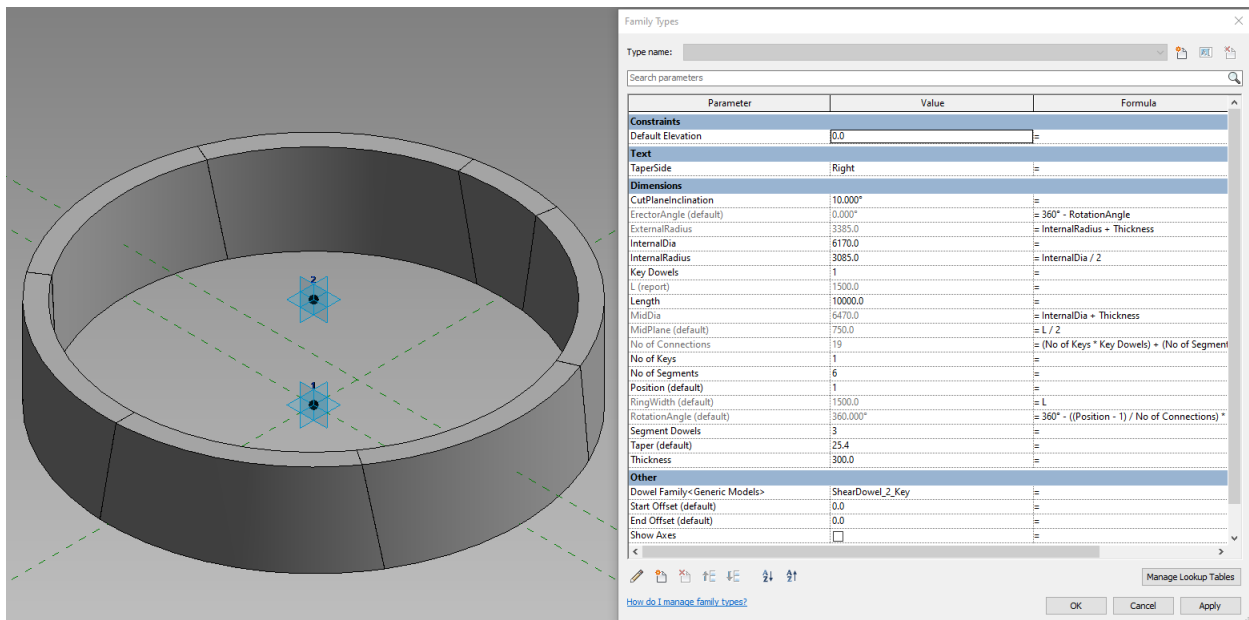 2
1
Family Types
Type name:
Search parameters
Parameter Value Formula
Constraints
Default Elevation 0.0 =
Text
TaperSide Right =
Dimensions
CutPlaneInclination 10.000° =
ErectorAngle (default) 0.000° = 360° - RotationAngle
ExternalRadius 3385.0 = InternalRadius + Thickness
InternalDia 6170.0 =
InternalRadius 3085.0 = InternalDia / 2
Key Dowels 1 =
L (report) 1500.0 =
Length 10000.0 =
MidDia 6470.0 = InternalDia + Thickness
MidPlane (default) 750.0 = L / 2
No of Connections 19 = (No of Keys * Key Dowels) + (No of Segment
No of Keys 1 =
No of Segments 6 =
Position (default) 1 =
RingWidth (default) 1500.0 = L
RotationAngle (default) 360.000° = 360° - ((Position - 1) / No of Connections) *
Segment Dowels 3 =
Taper (default) 25.4 =
Thickness 300.0 =
Other
Dowel Family<Generic Models> ShearDowel_2_Key =
Start Offset (default) 0.0 =
End Offset (default) 0.0 =
Show Axes =
Manage Lookup Tables
How do I manage family types?
OK Cancel Apply